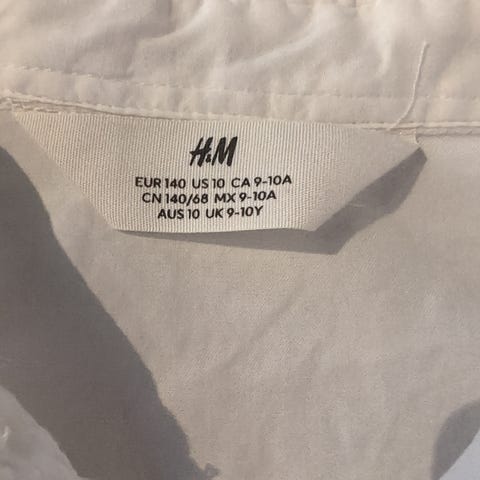 H&M
EUR 140 US 10 CA 9-10A
CN 140/68 MX 9-10A
AUS 10 UK 9-10Y